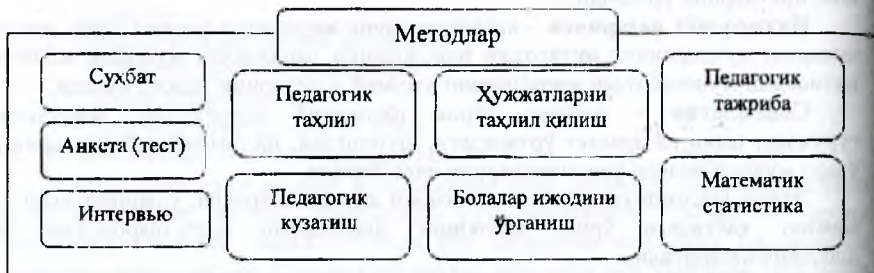 Методлар
Суҳбат
Анкета (тест)
Интервью
Педагогик
таҳлил
Педагогик
кузатиш
Ҳужжатларни
таҳлил қилиш
Болалар ижодини
ўрганиш
Педагогик
тажриба
Математик
статистика